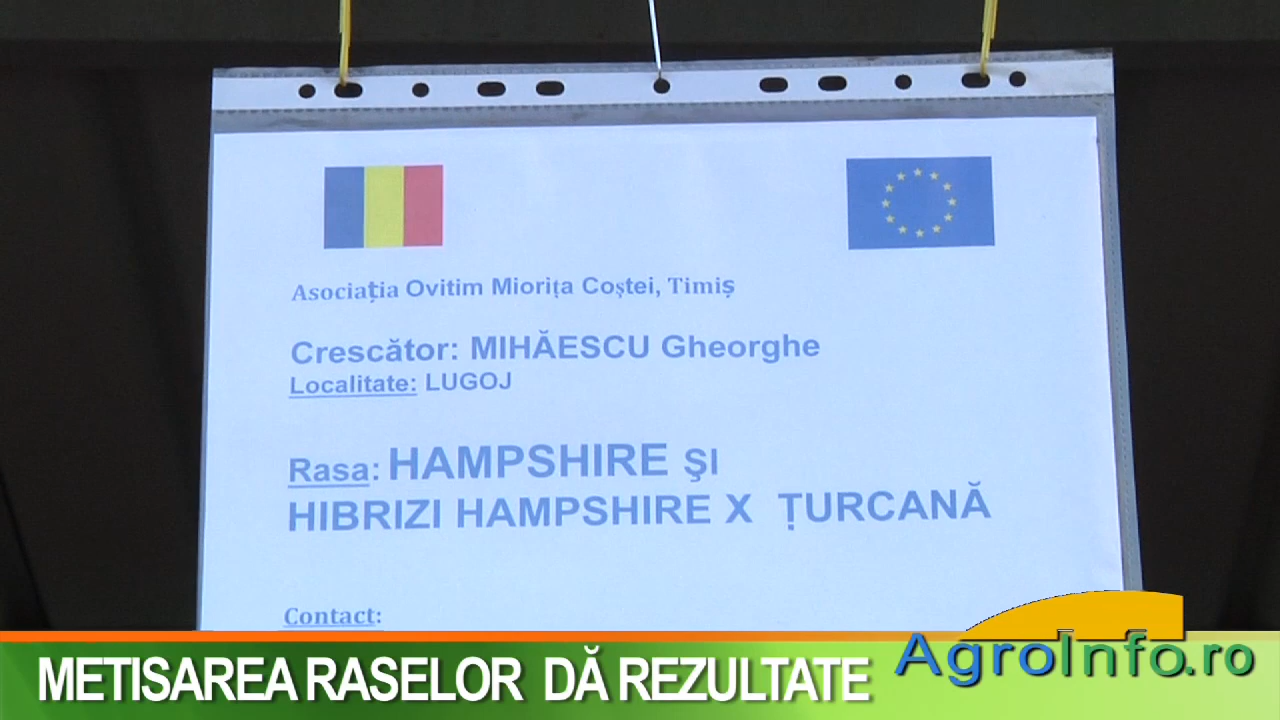 Asociația Ovitim Miorița Coștei, Timiș
Crescător: MIHĂESCU Gheorghe
Localitate: LUGOJ
Rasa: HAMPSHIRE ŞI
HIBRIZI HAMPSHIRE X ȚURCANĂ
Contact:
METISAREA RASELOR DĂ REZULTATE
AgroInfo.ro